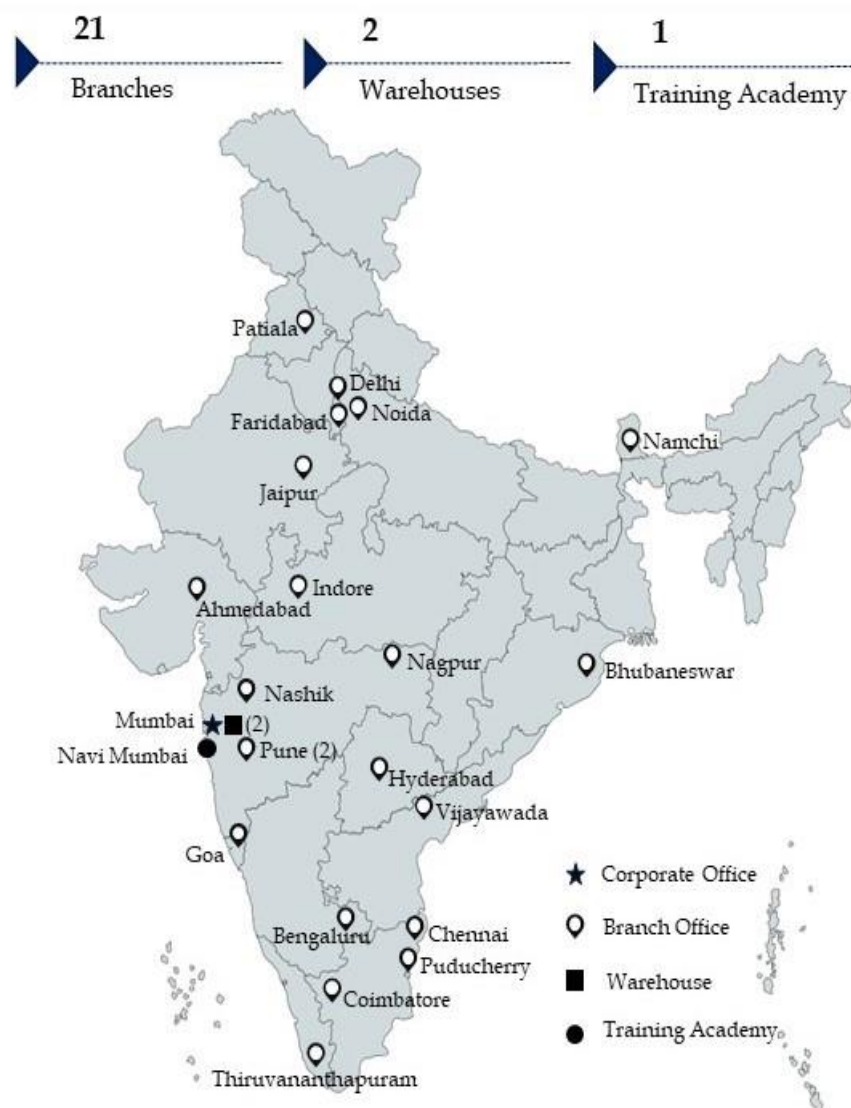 21
Branches
2
Warehouses
1
Training Academy
Patiala
Delhi
Faridabad
Noida
Namchi
Jaipur
Indore
Ahmedabad
Nagpur
Bhubaneswar
Nashik
Mumbai
(2)
Navi Mumbai
Pune (2)
Hyderabad
Vijayawada
Goa
Corporate Office
Bengaluru
Chennai
Branch Office
Puducherry
Coimbatore
Warehouse
Training Academy
Thiruvananthapuram